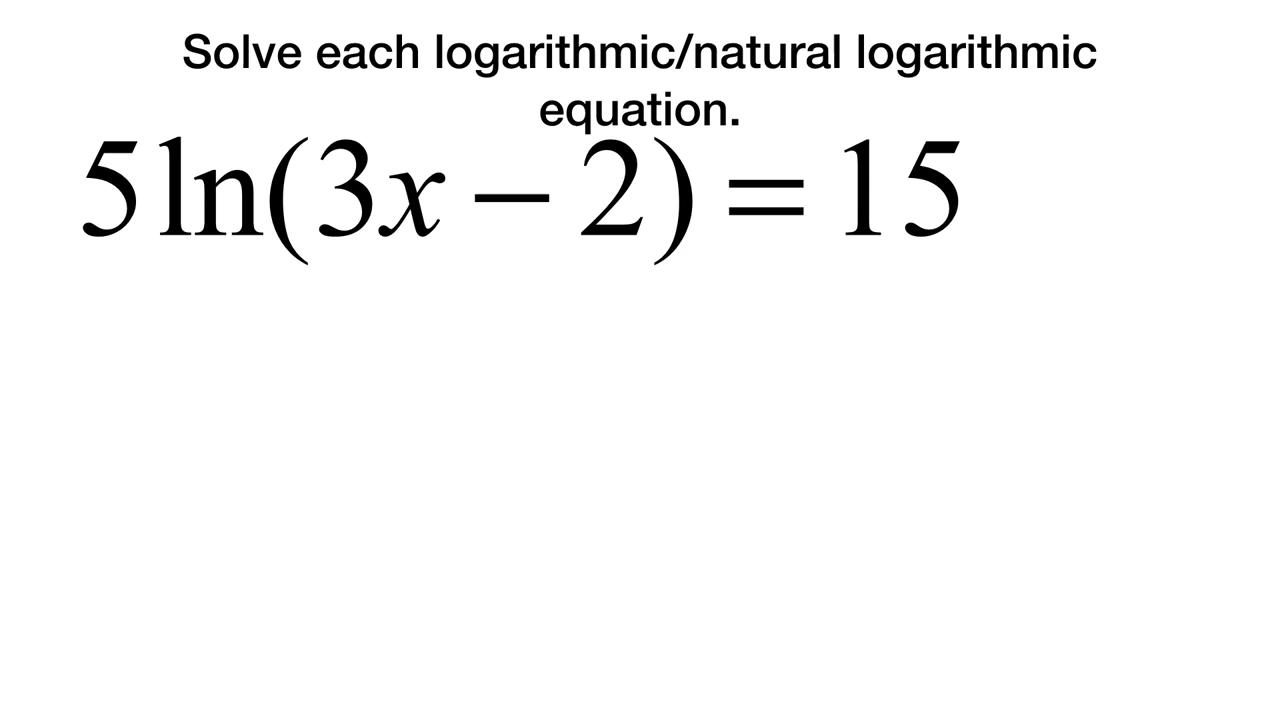 Solve each logarithmic/natural logarithmic
equation.
5 ln(3x − 2) = 15